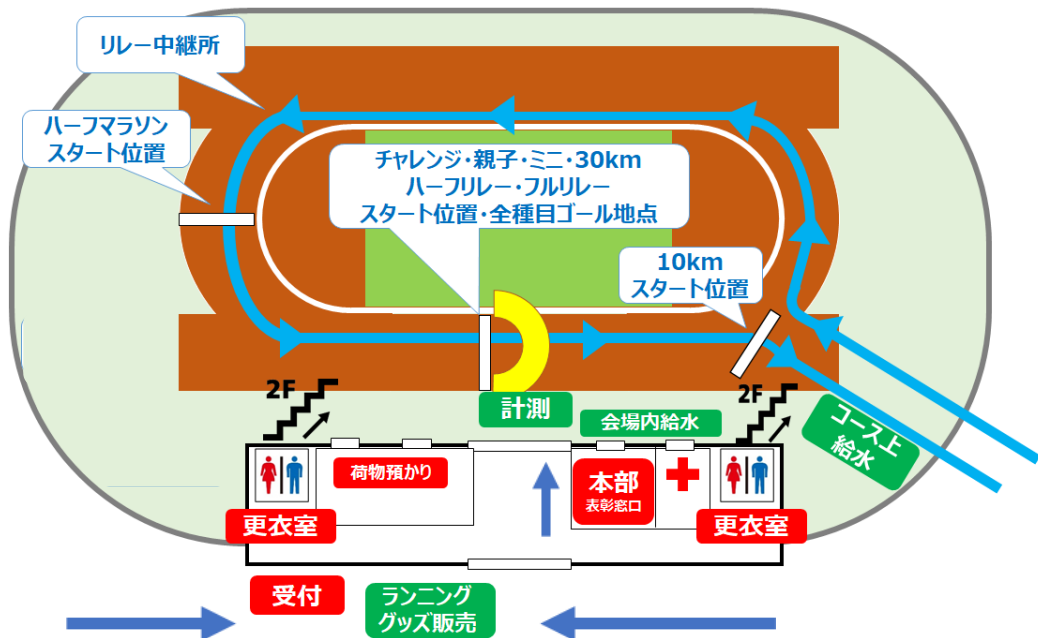 リレー中継所
ハーフマラソン
スタート位置
チャレンジ・親子・ミニ・30km
ハーフリレー・フルリレー
スタート位置・全種目ゴール地点
10km
スタート位置
2F
計測
会場内給水
2F
コース上
給水
荷物預かり
本部
表彰窓口
更衣室
更衣室
受付
ランニング
グッズ販売